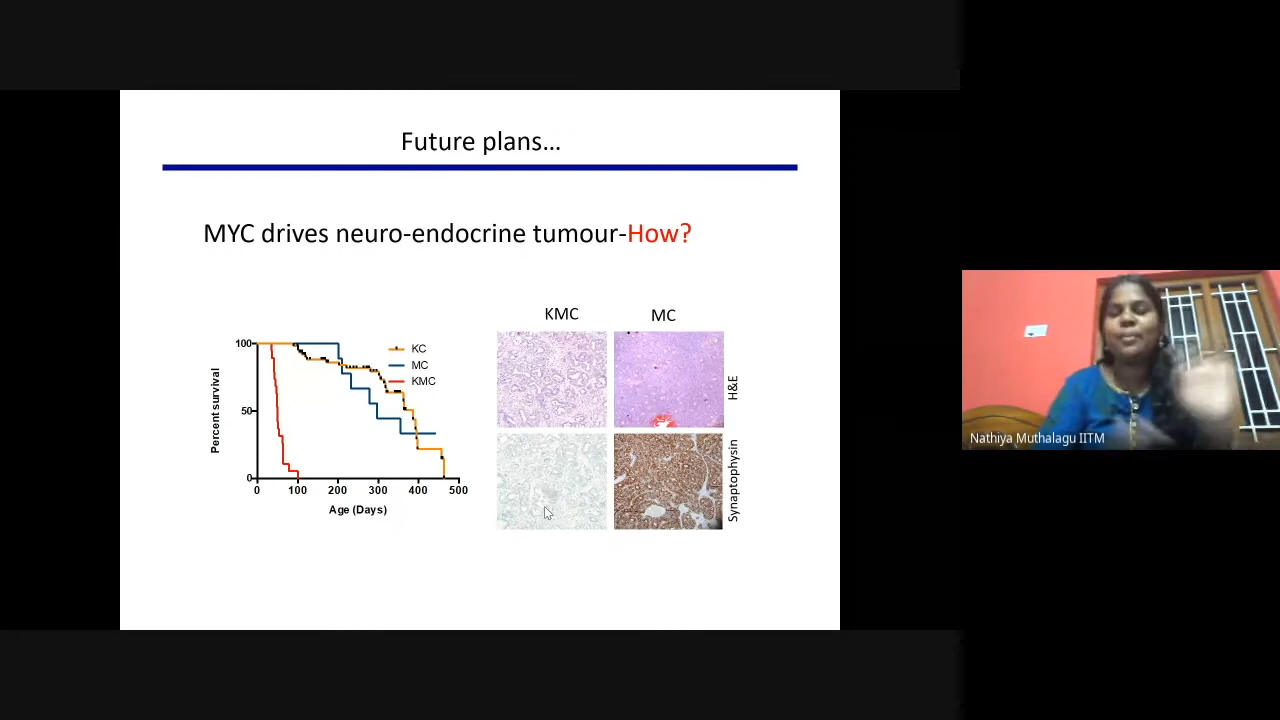 Future plans...
MYC drives neuro-endocrine tumour-How?
KMC MC
H&E
Synaptophysin
Percent survival
100
50
0
KC
MC
KMC
0 100 200 300 400 500
Age (Days)
Nathiya Muthalagu IITM